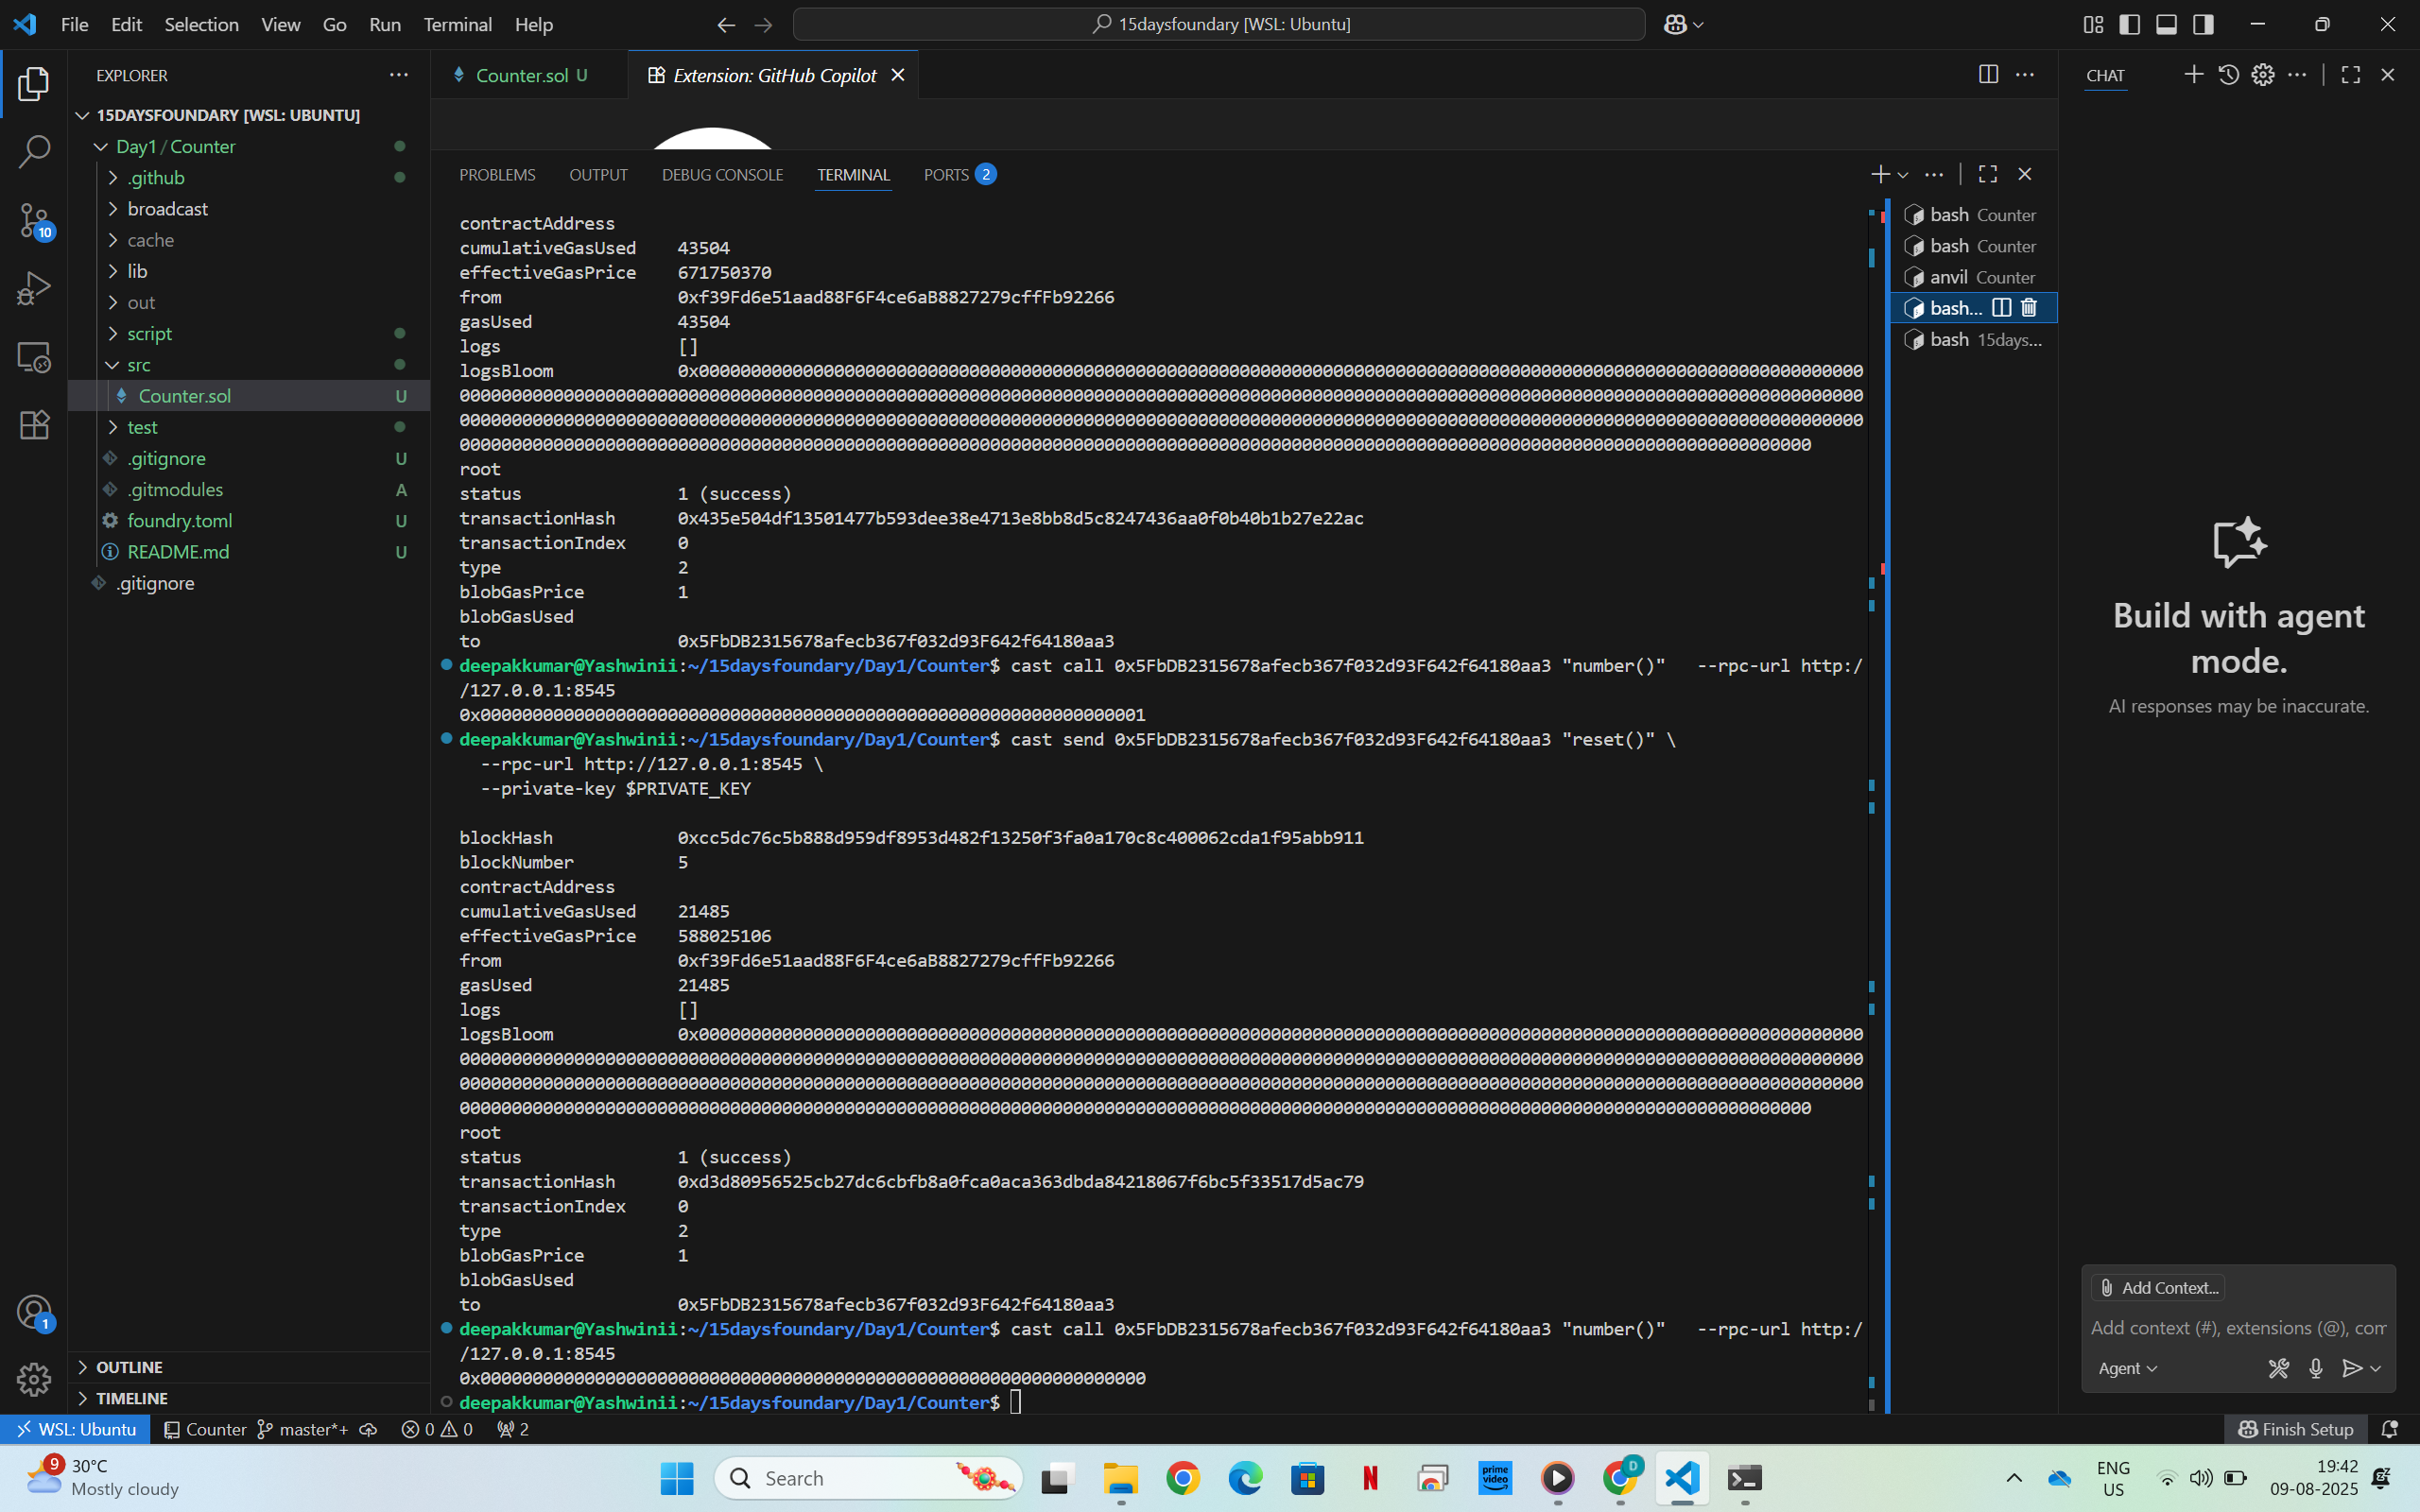 File Edit Selection View Go Run Terminal Help
15daysfoundary [WSL: Ubuntu]
EXPLORER
15DAYSFOUNDARY [WSL: UBUNTU]
Day1 / Counter
.github
broadcast
cache
lib
out
script
src
Counter.sol U
test
.gitignore U
.gitmodules A
foundry.toml U
README.md U
.gitignore
OUTLINE
TIMELINE
10
1
Counter.sol U
Extension: GitHub Copilot
PROBLEMS OUTPUT DEBUG CONSOLE TERMINAL PORTS 2
contractAddress
cumulativeGasUsed 43504
effectiveGasPrice 671750370
from 0xf39Fd6e51aad88F6F4ce6aB8827279cffFb92266
gasUsed 43504
logs []
logsBloom
root
status 1 (success)
transactionHash 0x435e504df13501477b593dee38e4713e8bb8d5c8247436aa0f0b40b1b27e22ac
transactionIndex 0
type 2
blobGasPrice 1
blobGasUsed
to 0x5FbDB2315678afecb367f032d93F642f64180aa3
deepakkumar@Yashwinii:~/15daysfoundary/Day1/Counter$ cast call 0x5FbDB2315678afecb367f032d93F642f64180aa3 "number()" --rpc-url http:/
/127.0.0.1:8545
0x0000000000000000000000000000000000000000000000000000000000000001
deepakkumar@Yashwinii:~/15daysfoundary/Day1/Counter$ cast send 0x5FbDB2315678afecb367f032d93F642f64180aa3 "reset()" \
--rpc-url http://127.0.0.1:8545 \
--private-key $PRIVATE_KEY
blockHash 0xcc5dc76c5b888d959df8953d482f13250f3fa0a170c8c400062cda1f95abb911
blockNumber 5
contractAddress
cumulativeGasUsed 21485
effectiveGasPrice 588025106
from 0xf39Fd6e51aad88F6F4ce6aB8827279cffFb92266
gasUsed 21485
logs []
logsBloom
root
status 1 (success)
transactionHash 0xd3d80956525cb27dc6cbfb8a0fca0aca363dbda84218067f6bc5f33517d5ac79
transactionIndex 0
type 2
blobGasPrice 1
blobGasUsed
to 0x5FbDB2315678afecb367f032d93F642f64180aa3
deepakkumar@Yashwinii:~/15daysfoundary/Day1/Counter$ cast call 0x5FbDB2315678afecb367f032d93F642f64180aa3 "number()" --rpc-url http:/
/127.0.0.1:8545
0x0000000000000000000000000000000000000000000000000000000000000000
deepakkumar@Yashwinii:~/15daysfoundary/Day1/Counter$
bash Counter
bash Counter
anvil Counter
bash...
bash 15days...
CHAT
Build with agent
mode.
AI responses may be inaccurate.
Add Context...
Add context (#), extensions (@), com
Agent
WSL: Ubuntu Counter master*+ 0 0 2 Finish Setup
9
30°C
Mostly cloudy
Search
prime video
D
ENG
US
19:42
09-08-2025